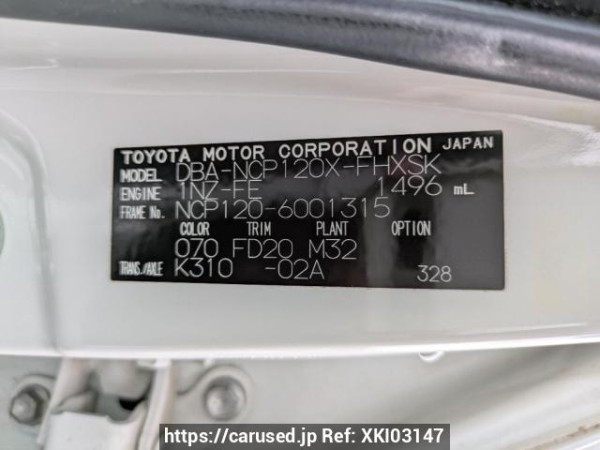 TOYOTA MOTOR CORPORATION JAPAN
MODEL DBA-NCP120X-FHXSK
ENGINE 1NZ-FE 1496 mL
FRAME No. NCP120-6001315
COLOR TRIM PLANT OPTION
070 FD20 M32
TRANS./AXLE K310 -02A 328
https://carused.jp Ref: XKI03147